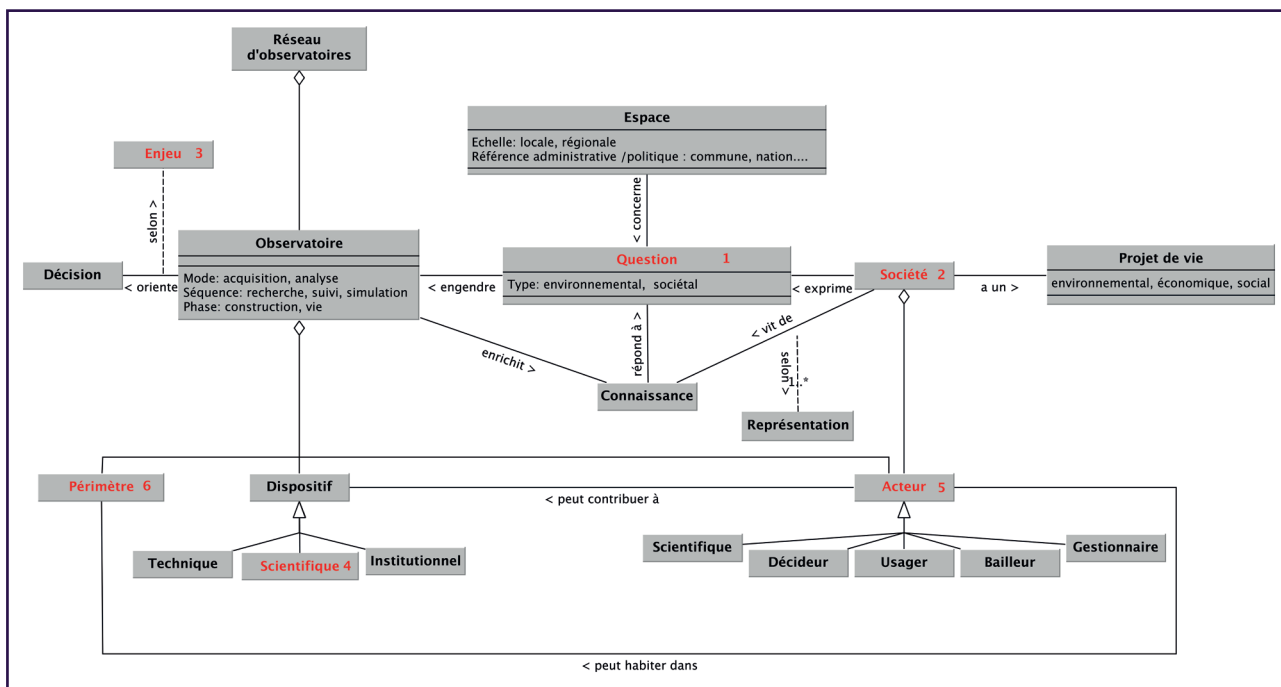 Réseau
d'observatoires
Espace
Echelle: locale, régionale
Référence administrative /politique : commune, nation....
Enjeu 3
selon >
< concerne
Observatoire
Mode: acquisition, analyse
Séquence: recherche, suivi, simulation
Phase: construction, vie
Question 1
Type: environnemental, sociétal
Société 2
Projet de vie
environnemental, économique, social
Décision
< oriente
< engendre
< exprime
a un >
enrichit >
répond à >
< vit de
selon >
1..*
Connaissance
Représentation
Périmètre 6
Dispositif
Acteur 5
< peut contribuer à
Technique
Scientifique 4
Institutionnel
Scientifique
Décideur
Usager
Bailleur
Gestionnaire
< peut habiter dans